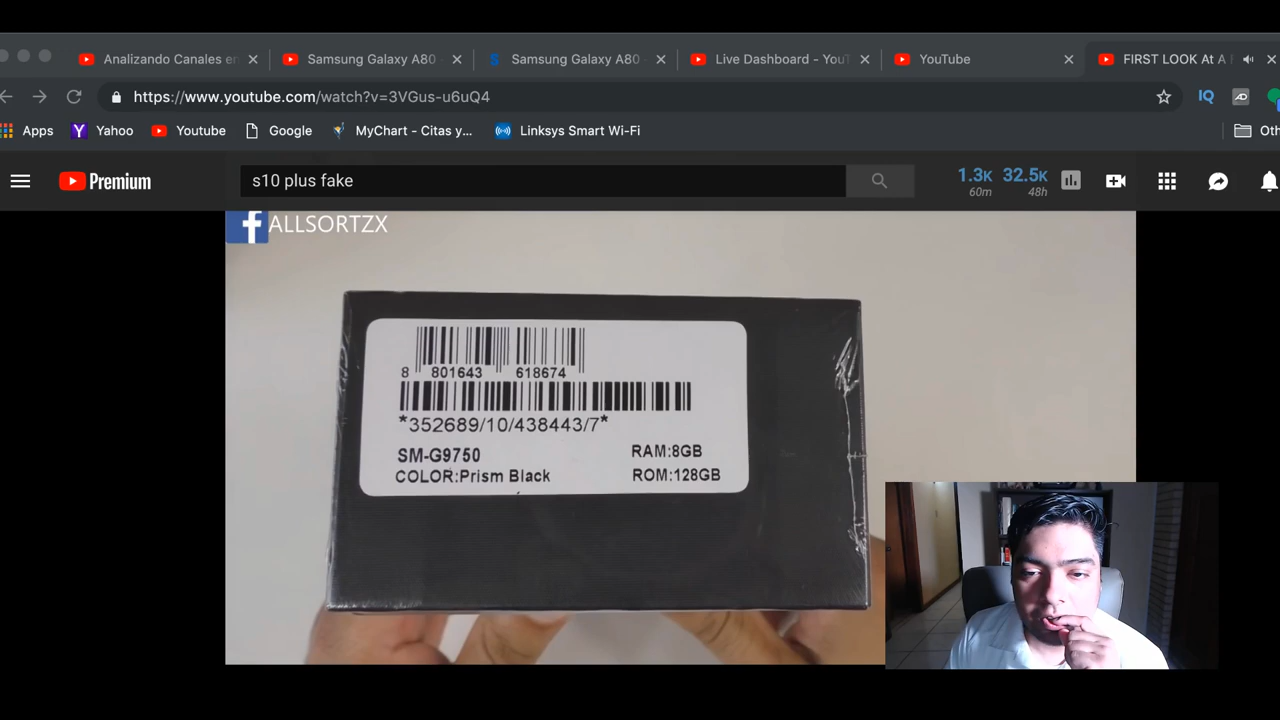 Analizando Canales en
Samsung Galaxy A80
Samsung Galaxy A80
Live Dashboard - YouT
YouTube
FIRST LOOK At A F
https://www.youtube.com/watch?v=3VGus-u6uQ4
IQ
Apps
Yahoo
Youtube
Google
MyChart - Citas y...
Linksys Smart Wi-Fi
Oth
Premium
s10 plus fake
1.3K
60m
32.5K
48h
f ALLSORTZX
8 801643 618674
*352689/10/438443/7*
SM-G9750
RAM:8GB
COLOR:Prism Black
ROM:128GB